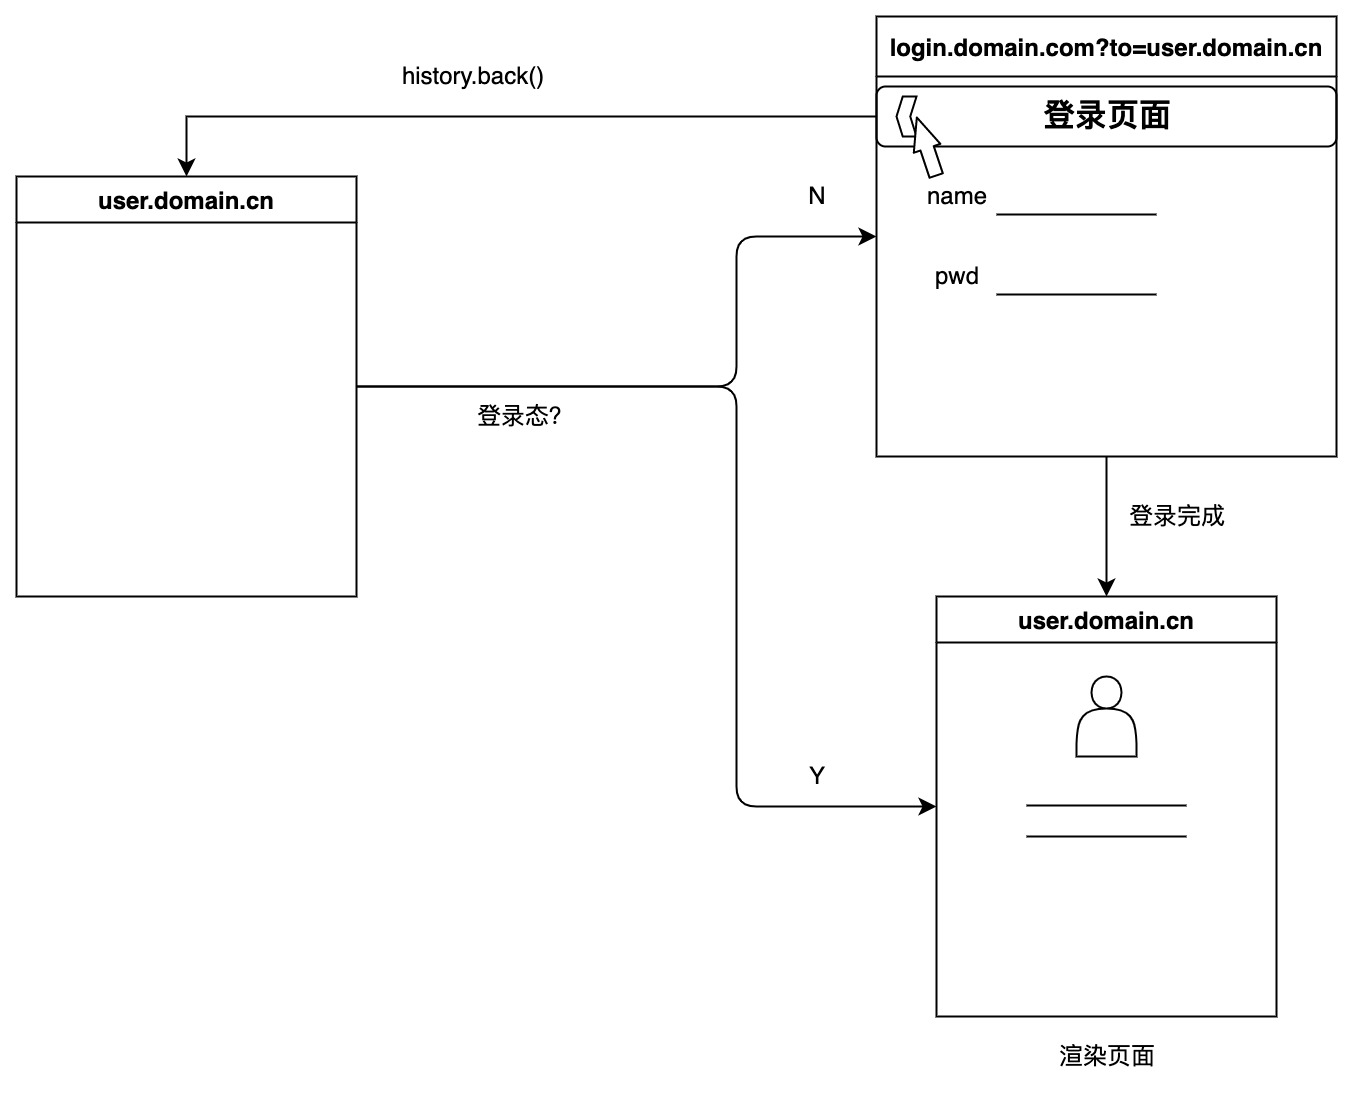 login.domain.com?to=user.domain.cn
history.back()
登录页面
user.domain.cn
N
name
pwd
登录态?
登录完成
user.domain.cn
Y
渲染页面